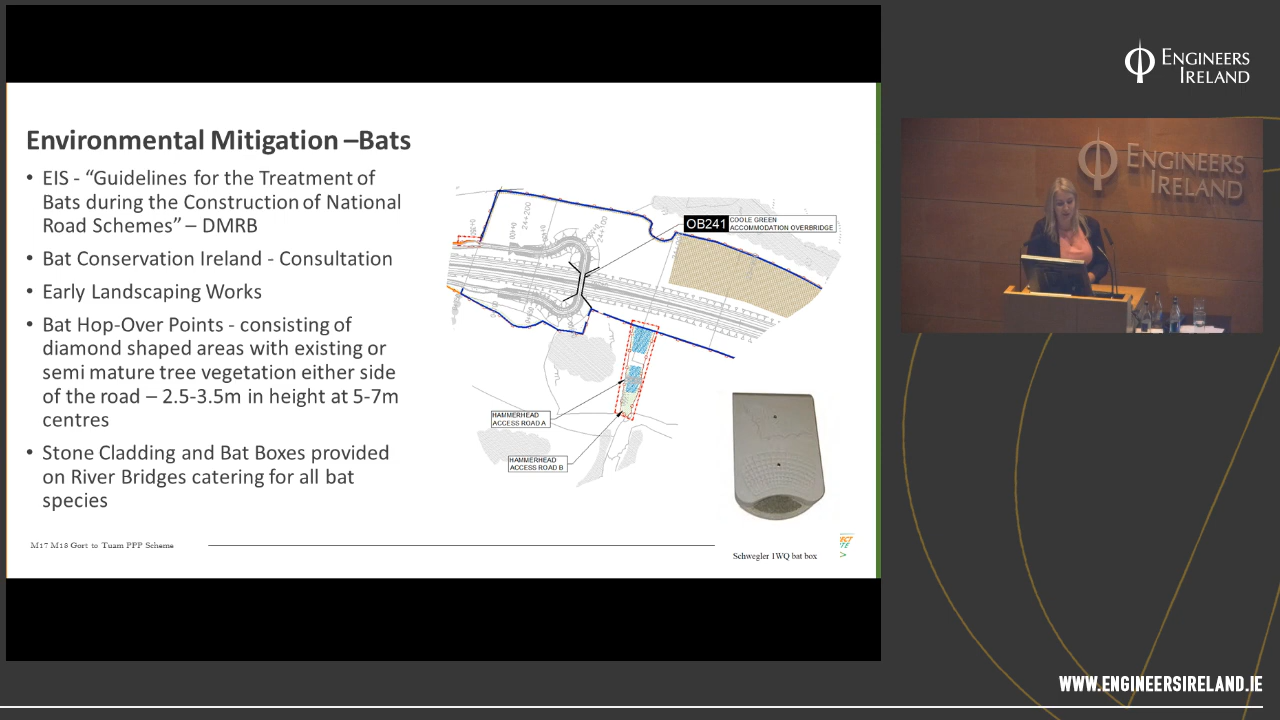 Environmental Mitigation –Bats
• EIS - “Guidelines for the Treatment of
Bats during the Construction of National
Road Schemes” – DMRB
• Bat Conservation Ireland - Consultation
• Early Landscaping Works
• Bat Hop-Over Points - consisting of
diamond shaped areas with existing or
semi mature tree vegetation either side
of the road – 2.5-3.5m in height at 5-7m
centres
• Stone Cladding and Bat Boxes provided
on River Bridges catering for all bat
species
OB241
COOLE GREEN
ACCOMMODATION OVERBRIDGE
24+200
HAMMERHEAD
ACCESS ROAD A
HAMMERHEAD
ACCESS ROAD B
M17 M18 Gort to Tuam PPP Scheme
Schwegler 1WQ bat box
ENGINEERS
IRELAND
ENGINEERS
IRELAND
WWW.ENGINEERSIRELAND.IE